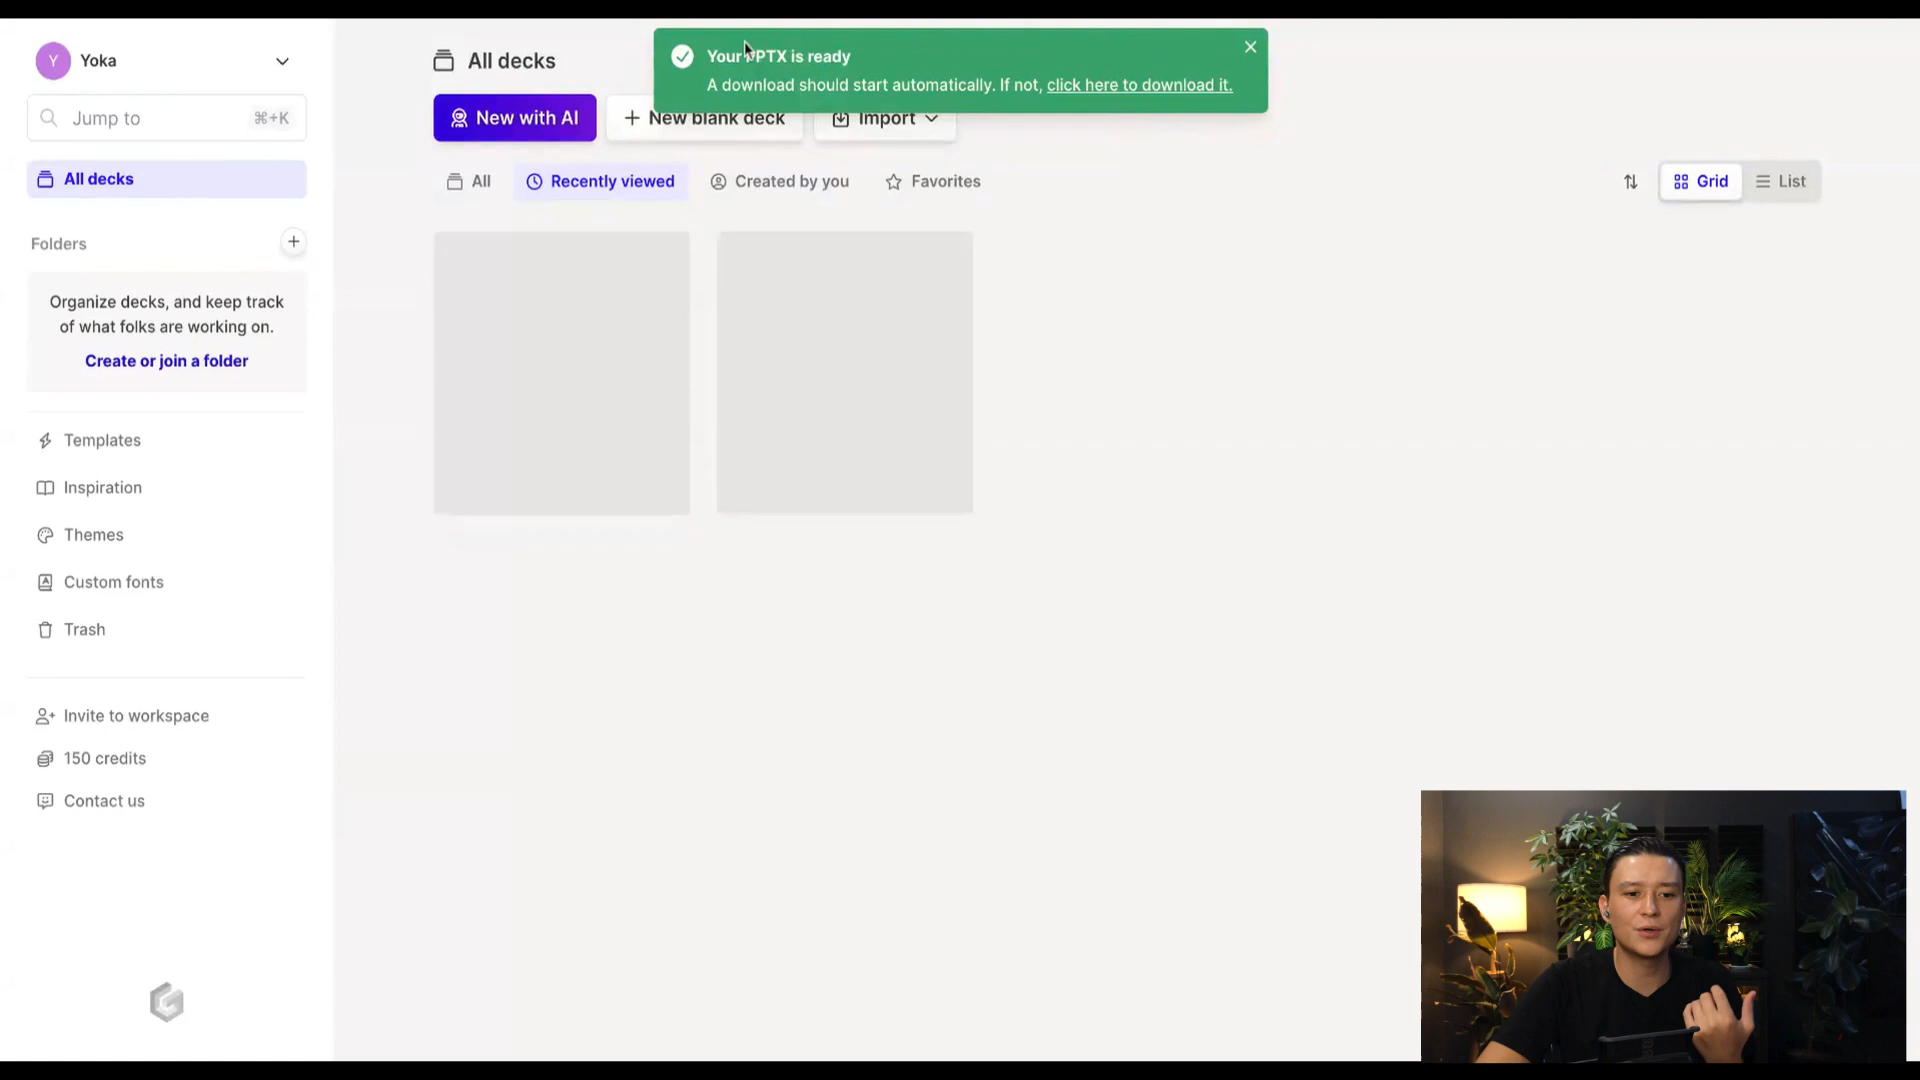 Y Yoka
Jump to ⌘+K
All decks
Folders
Organize decks, and keep track
of what folks are working on.
Create or join a folder
Templates
Inspiration
Themes
Custom fonts
Trash
Invite to workspace
150 credits
Contact us
All decks
Your PPTX is ready
A download should start automatically. If not, click here to download it.
New with AI
New blank deck
Import
All
Recently viewed
Created by you
Favorites
Grid
List